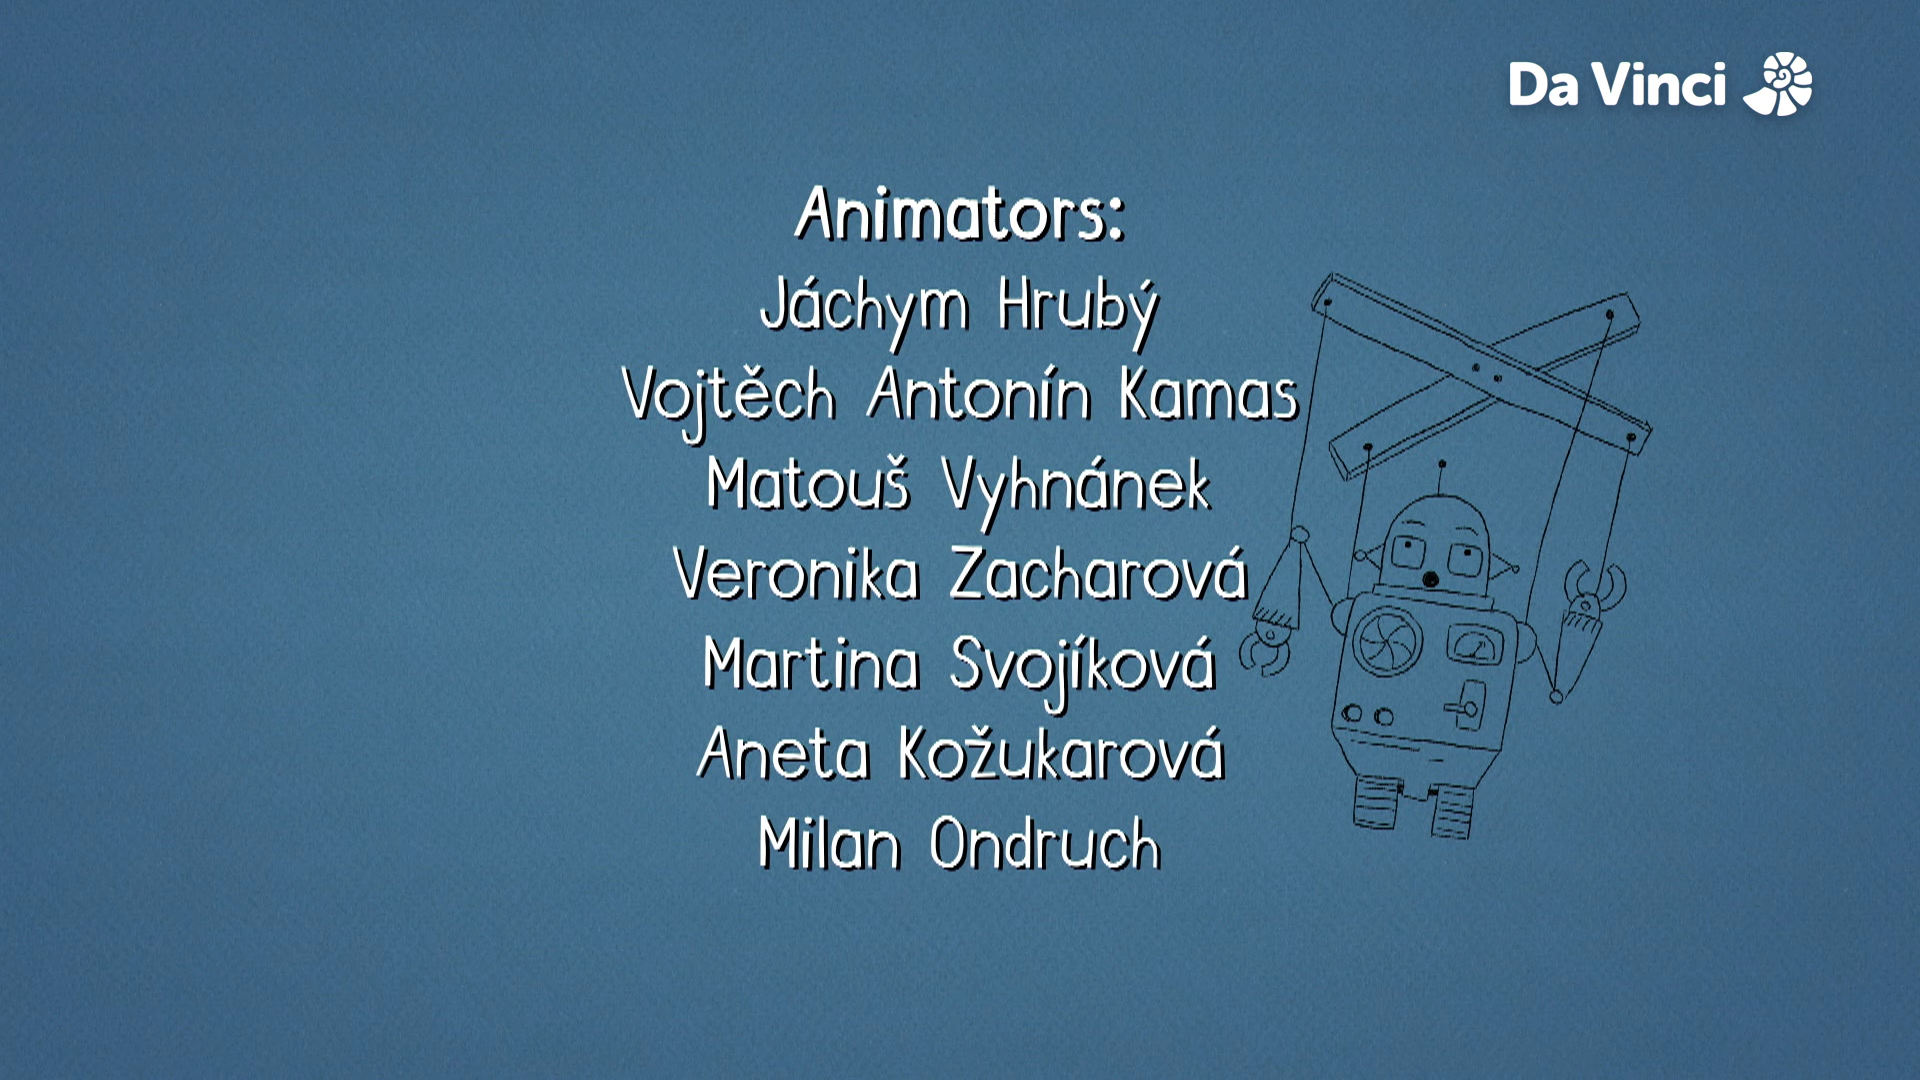 Da Vinci
Animators:
Jáchym Hrubý
Vojtěch Antonín Kamas
Matouš Vyhnánek
Veronika Zacharová
Martina Svojíková
Aneta Kožukarová
Milan Ondruch